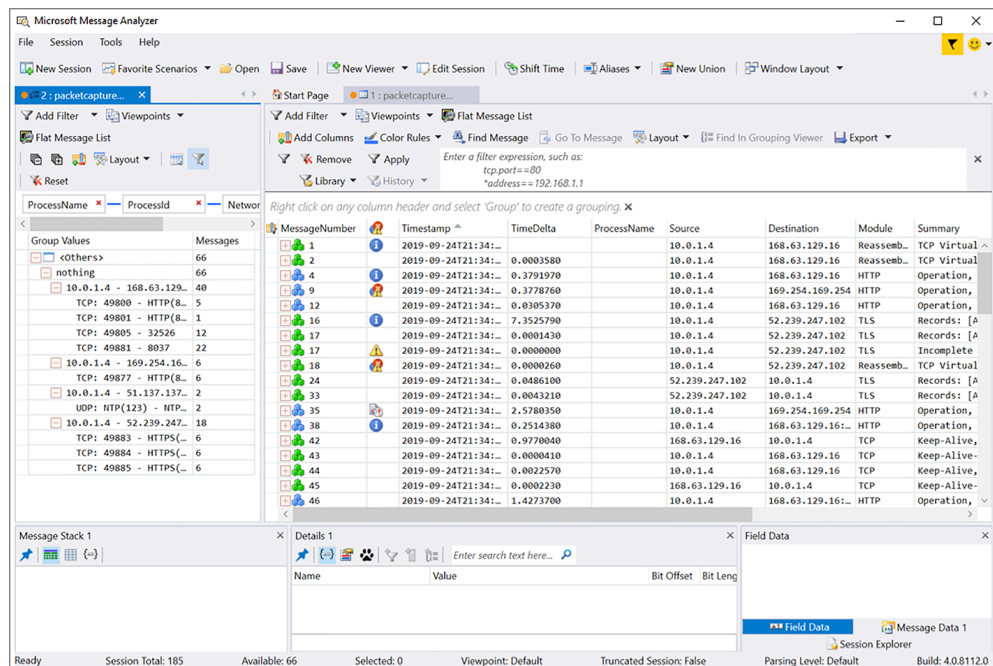 Microsoft Message Analyzer
File Session Tools Help
New Session Favorite Scenarios Open Save New Viewer Edit Session Shift Time Aliases New Union Window Layout
2 : packetcapture... Start Page 1 : packetcapture...
Add Filter Viewpoints
Flat Message List
Layout
Reset
ProcessName ProcessId Networ
Group Values Messages
<Others> 66
nothing 66
10.0.1.4 - 168.63.129... 40
TCP: 49800 - HTTP(8... 5
TCP: 49801 - HTTP(8... 1
TCP: 49805 - 32526 12
TCP: 49881 - 8037 22
10.0.1.4 - 169.254.16... 6
TCP: 49877 - HTTP(8... 6
10.0.1.4 - 51.137.137... 2
UDP: NTP(123) - NTP... 2
10.0.1.4 - 52.239.247... 18
TCP: 49883 - HTTPS(... 6
TCP: 49884 - HTTPS(... 6
TCP: 49885 - HTTPS(... 6
Add Filter Viewpoints Flat Message List
Add Columns Color Rules Find Message Go To Message Layout Find In Grouping Viewer Export
Remove Apply
Library History
Enter a filter expression, such as:
tcp.port==80
*address==192.168.1.1
Right click on any column header and select 'Group' to create a grouping.
MessageNumber Timestamp TimeDelta ProcessName Source Destination Module Summary
1 2019-09-24T21:34:... 10.0.1.4 168.63.129.16 Reassemb... TCP Virtual
2 2019-09-24T21:34:... 0.0003580 10.0.1.4 168.63.129.16 Reassemb... TCP Virtual
4 2019-09-24T21:34:... 0.3791970 10.0.1.4 168.63.129.16 HTTP Operation,
9 2019-09-24T21:34:... 0.3778760 10.0.1.4 169.254.169.254 HTTP Operation,
12 2019-09-24T21:34:... 0.0305370 10.0.1.4 168.63.129.16 HTTP Operation,
16 2019-09-24T21:34:... 7.3525790 10.0.1.4 52.239.247.102 TLS Records: [A
17 2019-09-24T21:34:... 0.0001430 10.0.1.4 52.239.247.102 TLS Records: [A
17 2019-09-24T21:34:... 0.0000000 10.0.1.4 52.239.247.102 TLS Incomplete
18 2019-09-24T21:34:... 0.0000260 10.0.1.4 52.239.247.102 Reassemb... TCP Virtual
24 2019-09-24T21:34:... 0.0486100 52.239.247.102 10.0.1.4 TLS Records: [A
33 2019-09-24T21:34:... 0.0043210 52.239.247.102 10.0.1.4 TLS Records: [A
35 2019-09-24T21:34:... 2.5780350 10.0.1.4 169.254.169.254 HTTP Operation,
38 2019-09-24T21:34:... 0.2514380 10.0.1.4 168.63.129.16:... HTTP Operation,
42 2019-09-24T21:34:... 0.9770040 168.63.129.16 10.0.1.4 TCP Keep-Alive,
43 2019-09-24T21:34:... 0.0000410 10.0.1.4 168.63.129.16 TCP Keep-Alive-
44 2019-09-24T21:34:... 0.0022570 10.0.1.4 168.63.129.16 TCP Keep-Alive,
45 2019-09-24T21:34:... 0.0002230 168.63.129.16 10.0.1.4 TCP Keep-Alive-
46 2019-09-24T21:34:... 1.4273700 10.0.1.4 168.63.129.16:... HTTP Operation,
Message Stack 1
Details 1
Enter search text here...
Name Value Bit Offset Bit Leng
Field Data
Field Data Message Data 1
Session Explorer
Ready Session Total: 185 Available: 66 Selected: 0 Viewpoint: Default Truncated Session: False Parsing Level: Default Build: 4.0.8112.0